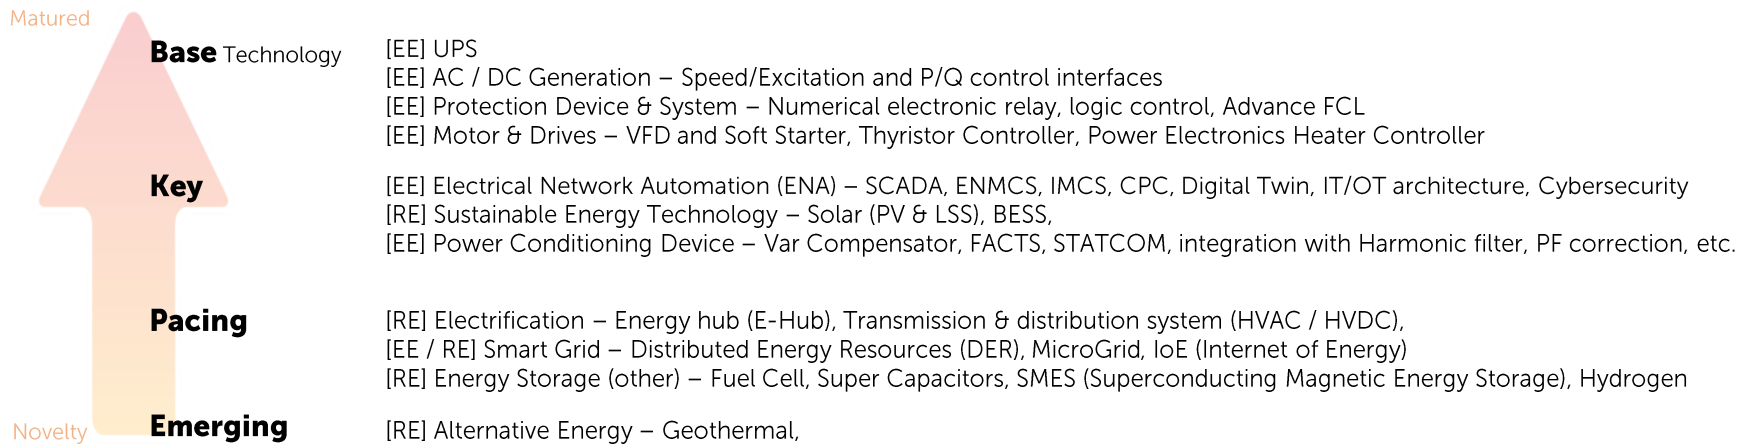 Matured
Base Technology
[EE] UPS
[EE] AC / DC Generation – Speed/Excitation and P/Q control interfaces
[EE] Protection Device & System – Numerical electronic relay, logic control, Advance FCL
[EE] Motor & Drives – VFD and Soft Starter, Thyristor Controller, Power Electronics Heater Controller
Key
[EE] Electrical Network Automation (ENA) – SCADA, ENMCS, IMCS, CPC, Digital Twin, IT/OT architecture, Cybersecurity
[RE] Sustainable Energy Technology – Solar (PV & LSS), BESS,
[EE] Power Conditioning Device – Var Compensator, FACTS, STATCOM, integration with Harmonic filter, PF correction, etc.
Pacing
[RE] Electrification – Energy hub (E-Hub), Transmission & distribution system (HVAC / HVDC),
[EE / RE] Smart Grid – Distributed Energy Resources (DER), MicroGrid, IoE (Internet of Energy)
[RE] Energy Storage (other) – Fuel Cell, Super Capacitors, SMES (Superconducting Magnetic Energy Storage), Hydrogen
Novelty
Emerging
[RE] Alternative Energy – Geothermal,